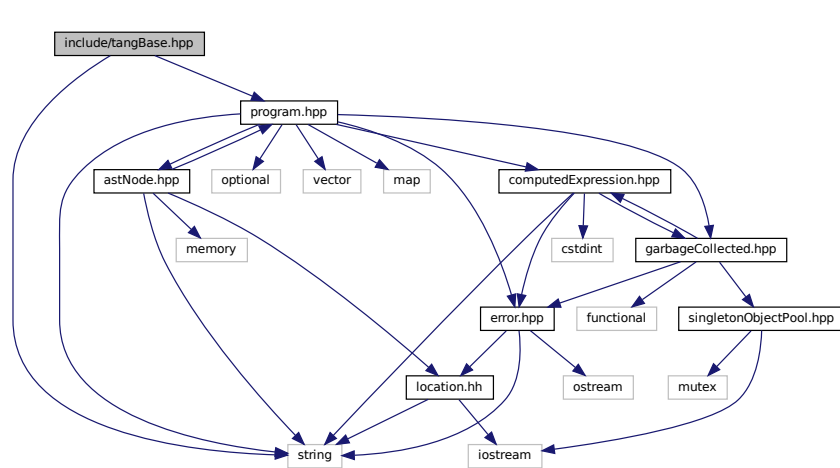 include/tangBase.hpp
program.hpp
astNode.hpp
optional
vector
map
computedExpression.hpp
memory
cstdint
garbageCollected.hpp
error.hpp
functional
singletonObjectPool.hpp
location.hh
ostream
mutex
string
iostream